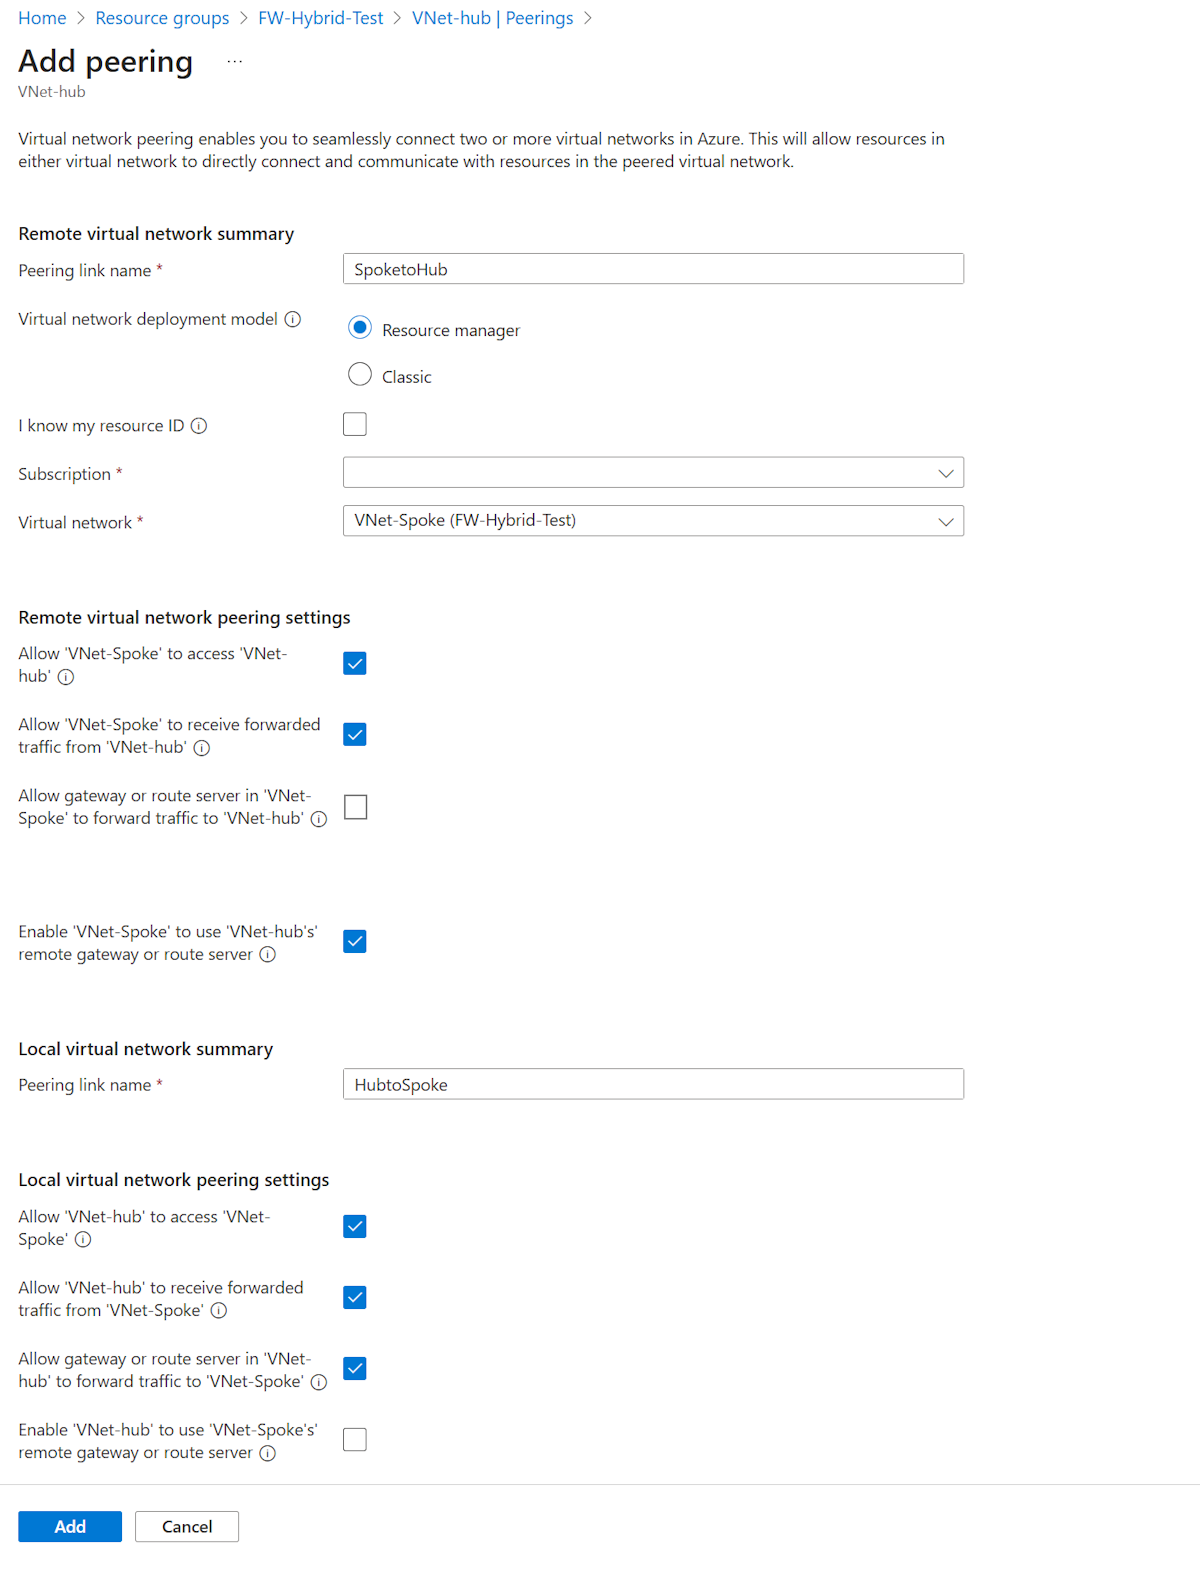 Home > Resource groups > FW-Hybrid-Test > VNet-hub | Peerings >
Add peering ...
VNet-hub
Virtual network peering enables you to seamlessly connect two or more virtual networks in Azure. This will allow resources in
either virtual network to directly connect and communicate with resources in the peered virtual network.
Remote virtual network summary
Peering link name * SpoketoHub
Virtual network deployment model
Resource manager
Classic
I know my resource ID
Subscription *
Virtual network * VNet-Spoke (FW-Hybrid-Test)
Remote virtual network peering settings
Allow 'VNet-Spoke' to access 'VNet-
hub'
Allow 'VNet-Spoke' to receive forwarded
traffic from 'VNet-hub'
Allow gateway or route server in 'VNet-
Spoke' to forward traffic to 'VNet-hub'
Enable 'VNet-Spoke' to use 'VNet-hub's'
remote gateway or route server
Local virtual network summary
Peering link name * HubtoSpoke
Local virtual network peering settings
Allow 'VNet-hub' to access 'VNet-
Spoke'
Allow 'VNet-hub' to receive forwarded
traffic from 'VNet-Spoke'
Allow gateway or route server in 'VNet-
hub' to forward traffic to 'VNet-Spoke'
Enable 'VNet-hub' to use 'VNet-Spoke's'
remote gateway or route server
Add Cancel